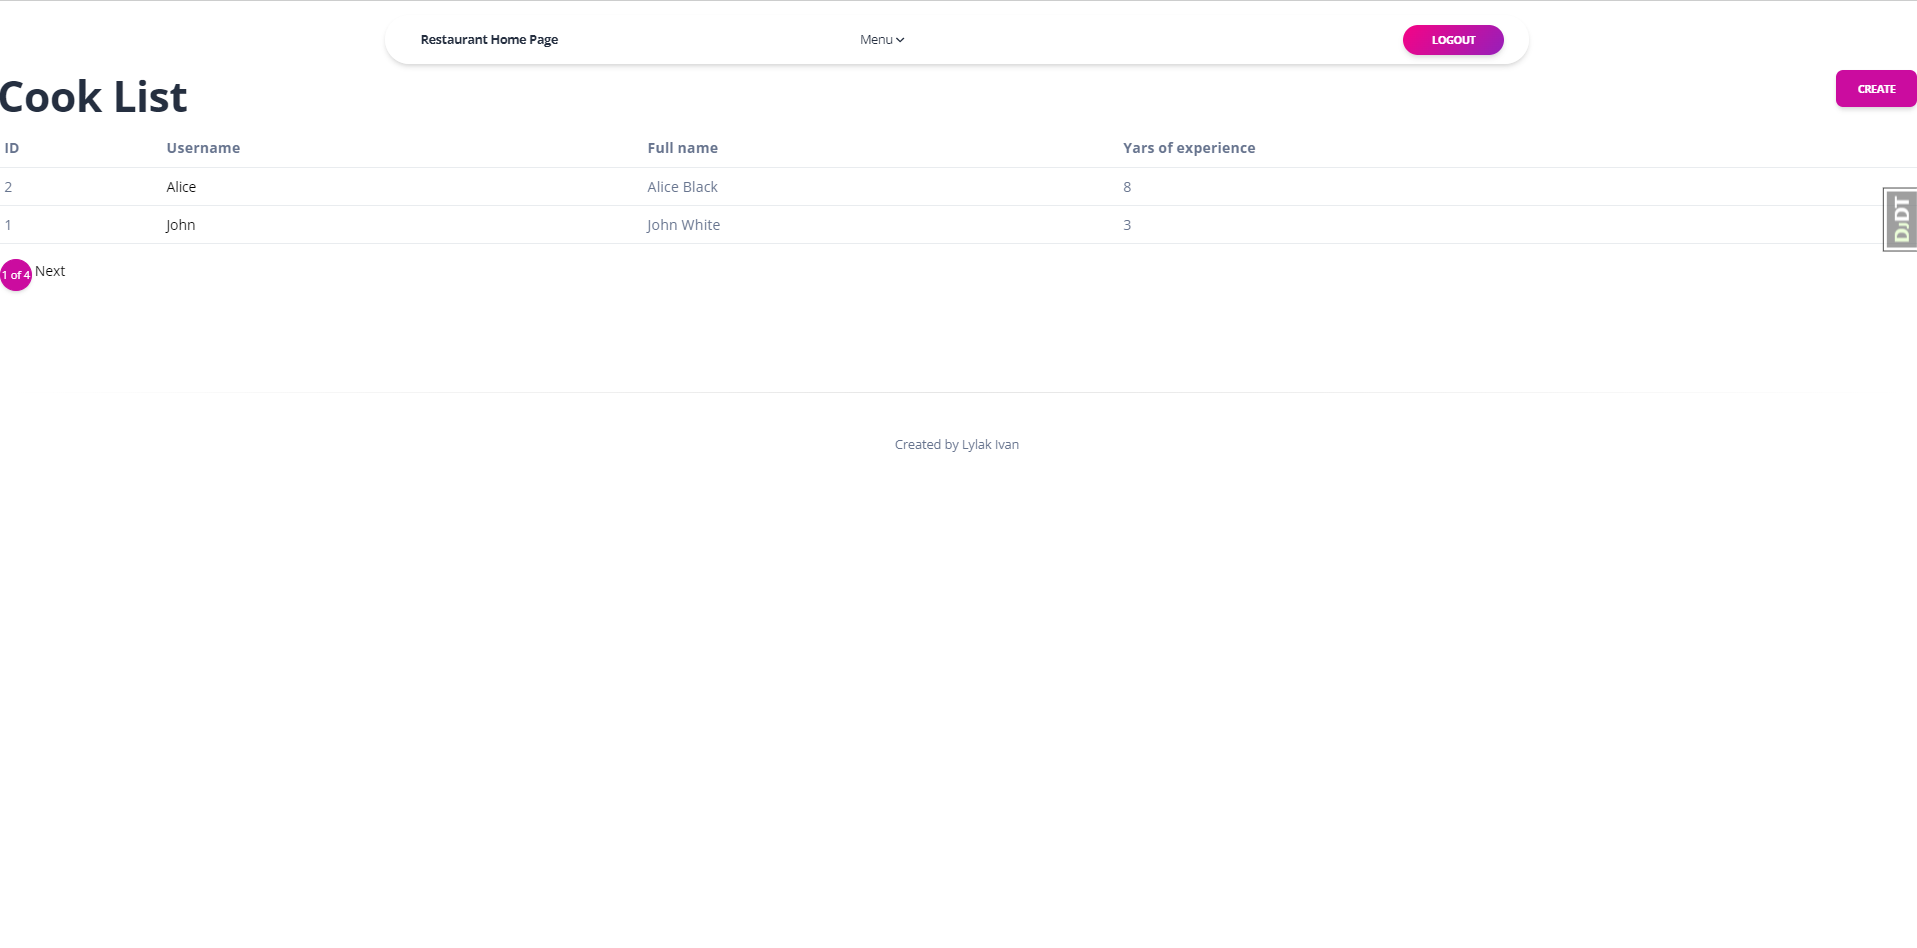 Restaurant Home Page Menu LOGOUT
Cook List CREATE
ID Username Full name Yars of experience
2 Alice Alice Black 8
1 John John White 3
DJDT
1 of 4 Next
Created by Lylak Ivan